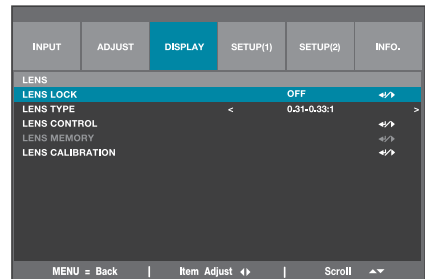 INPUT ADJUST DISPLAY SETUP(1) SETUP(2) INFO.
LENS
LENS LOCK OFF
LENS TYPE < 0.31-0.33:1 >
LENS CONTROL
LENS MEMORY
LENS CALIBRATION
MENU = Back | Item Adjust | Scroll